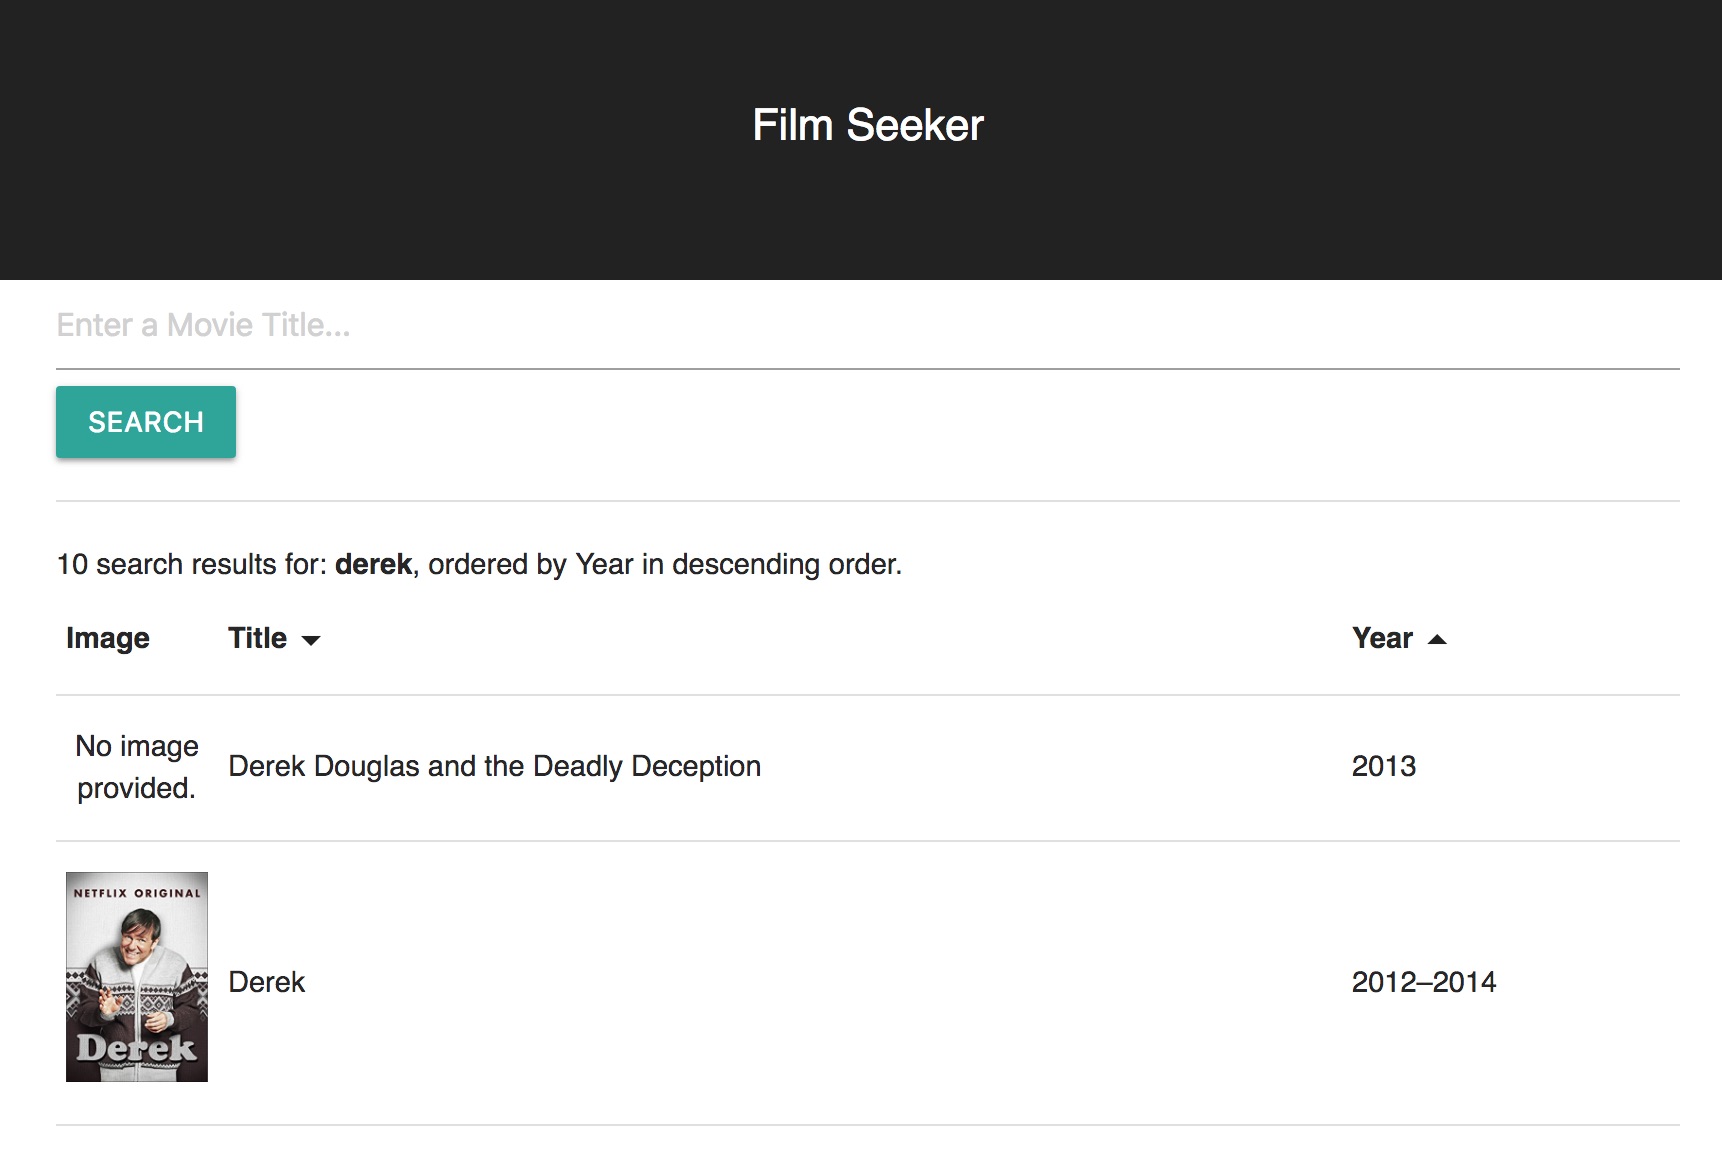 Film Seeker
Enter a Movie Title...
SEARCH
10 search results for: derek, ordered by Year in descending order.
Image Title Year
No image
provided.
Derek Douglas and the Deadly Deception 2013
NETFLIX ORIGINAL
Derek
Derek 2012–2014